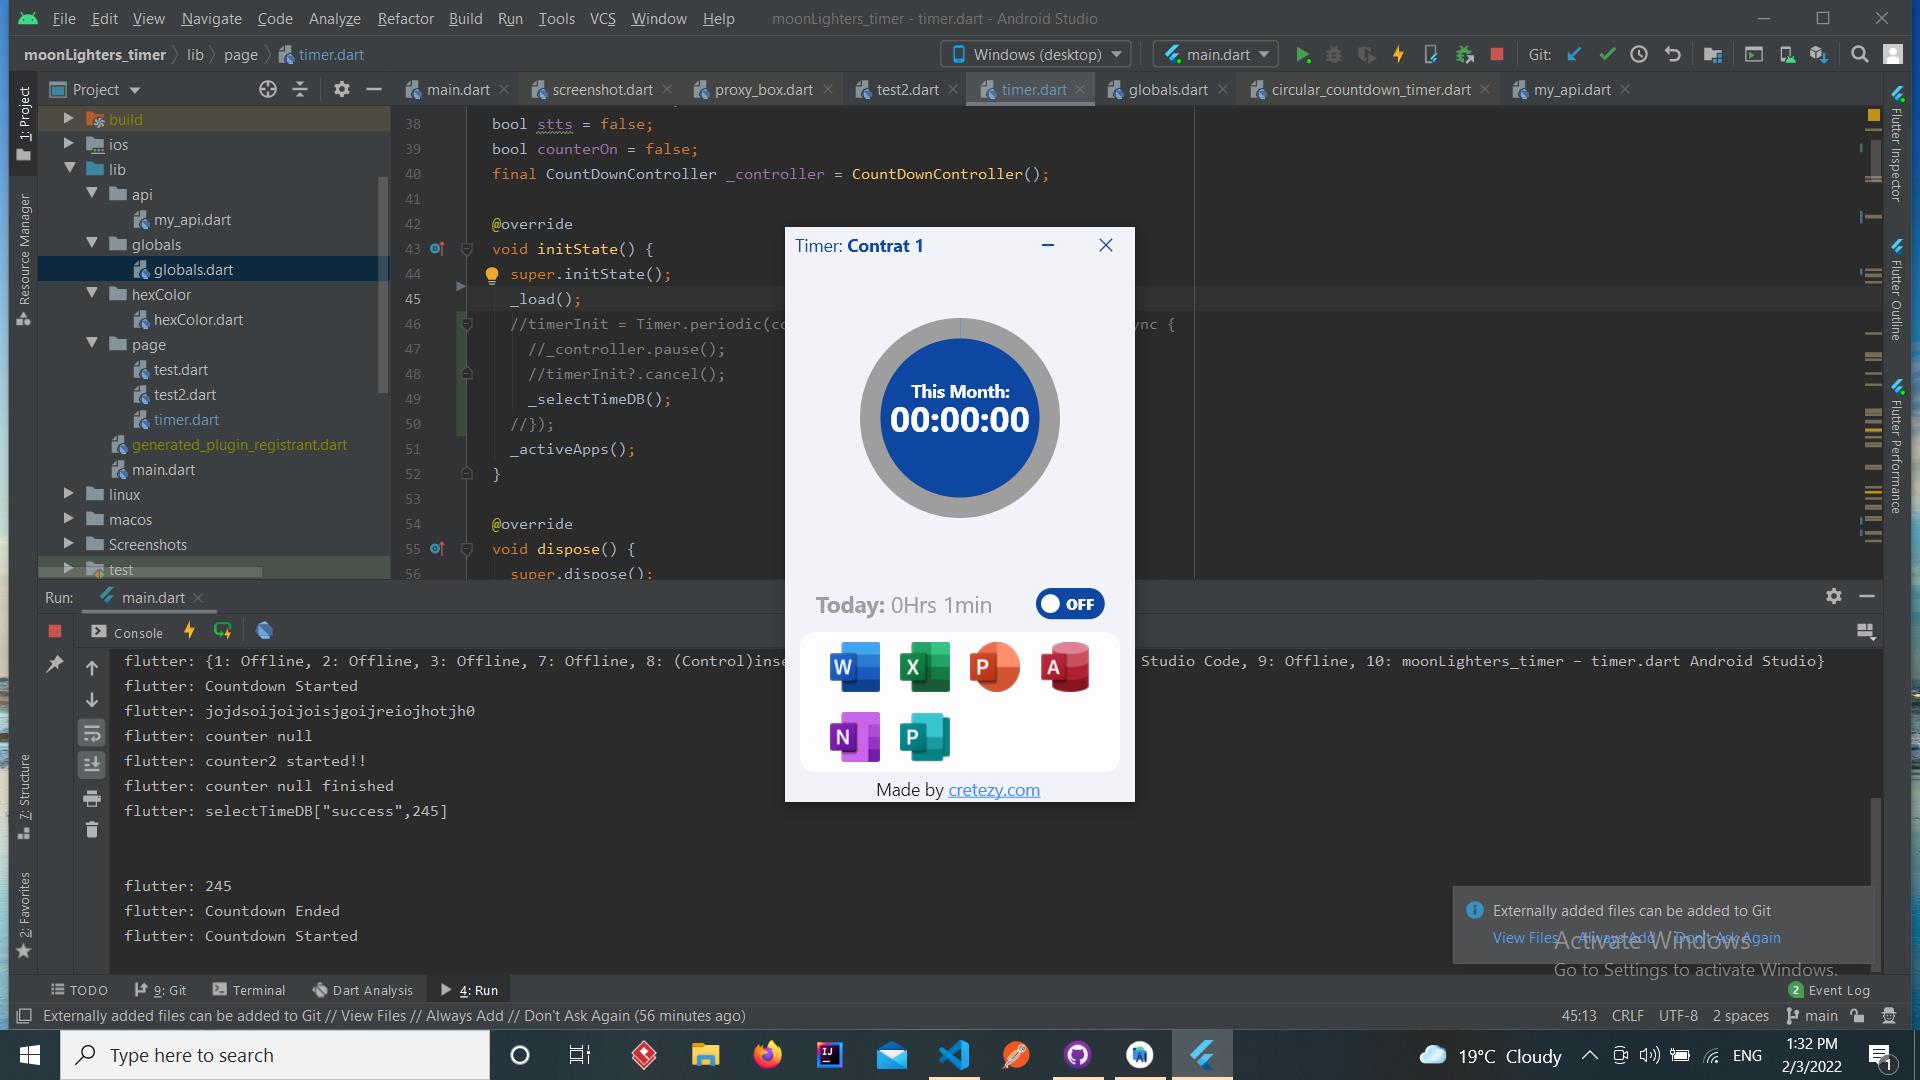 File Edit View Navigate Code Analyze Refactor Build Run Tools VCS Window Help moonLighters_timer - timer.dart - Android Studio
moonLighters_timer lib page timer.dart Windows (desktop) main.dart Git:
Project main.dart screenshot.dart proxy_box.dart test2.dart timer.dart globals.dart circular_countdown_timer.dart my_api.dart
1: Project
Resource Manager
7: Structure
2: Favorites
build
ios
lib
api
my_api.dart
globals
globals.dart
hexColor
hexColor.dart
page
test.dart
test2.dart
timer.dart
generated_plugin_registrant.dart
main.dart
linux
macos
Screenshots
test
38 bool stts = false;
39 bool counterOn = false;
40 final CountDownController _controller = CountDownController();
41
42 @override
43 void initState() {
44 super.initState();
45 _load();
46 //timerInit = Timer.periodic( {
47 //_controller.pause();
48 //timerInit?.cancel();
49 _selectTimeDB();
50 //});
51 _activeApps();
52 }
53
54 @override
55 void dispose() {
56 super.dispose();
Flutter Inspector
Flutter Outline
Flutter Performance
Timer: Contrat 1
This Month:
00:00:00
Today: 0Hrs 1min OFF
W X P A
N P
Made by cretezy.com
Run: main.dart
Console
flutter: {1: Offline, 2: Offline, 3: Offline, 7: Offline, 8: (Control)inse Studio Code, 9: Offline, 10: moonLighters_timer – timer.dart Android Studio}
flutter: Countdown Started
flutter: jojdsoijoijoisjgoijreiojhotjh0
flutter: counter null
flutter: counter2 started!!
flutter: counter null finished
flutter: selectTimeDB["success",245]
flutter: 245
flutter: Countdown Ended
flutter: Countdown Started
Externally added files can be added to Git
View Files Always Add Don't Ask Again
Activate Windows
Go to Settings to activate Windows.
TODO 9: Git Terminal Dart Analysis 4: Run 2 Event Log
Externally added files can be added to Git // View Files // Always Add // Don't Ask Again (56 minutes ago) 45:13 CRLF UTF-8 2 spaces main
Type here to search 19°C Cloudy ENG 1:32 PM
2/3/2022
1